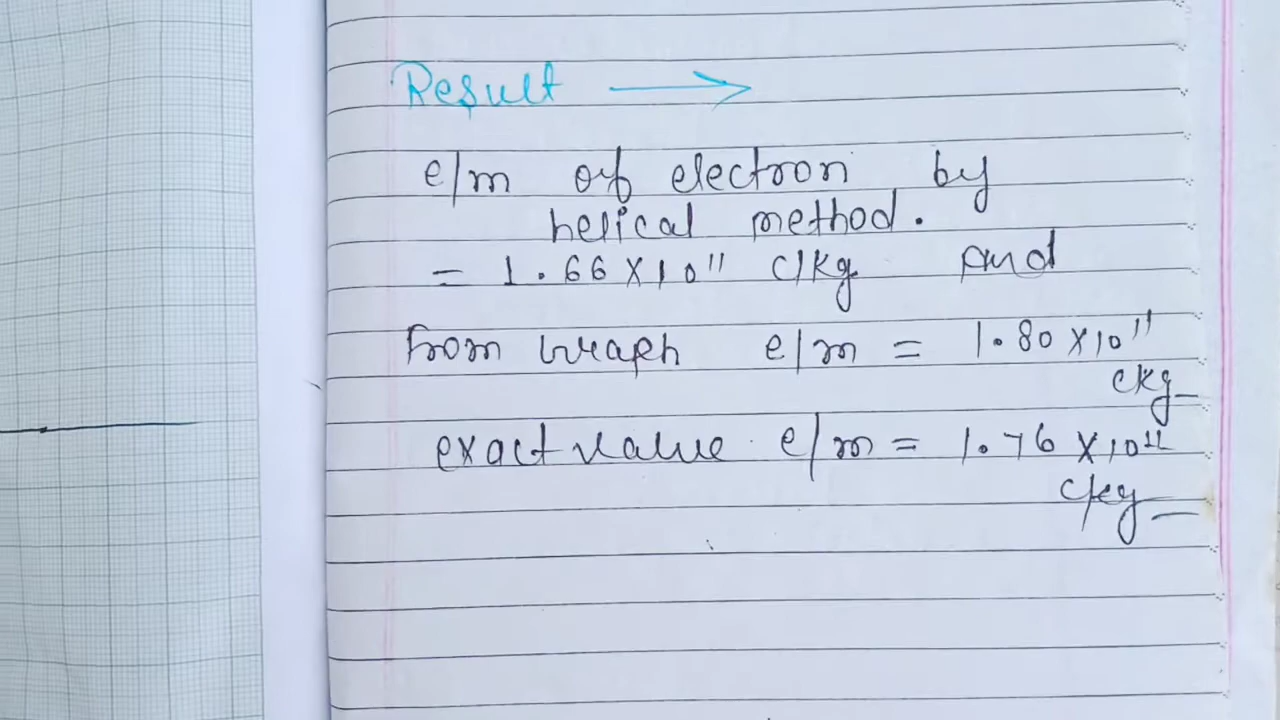 Result →
e/m of electron by
helical method.
= 1.66 X 10¹¹ C/Kg and
from Graph e/m = 1.80 X 10¹¹
C/kg
exact value e/m = 1.76 X 10¹¹
C/kg